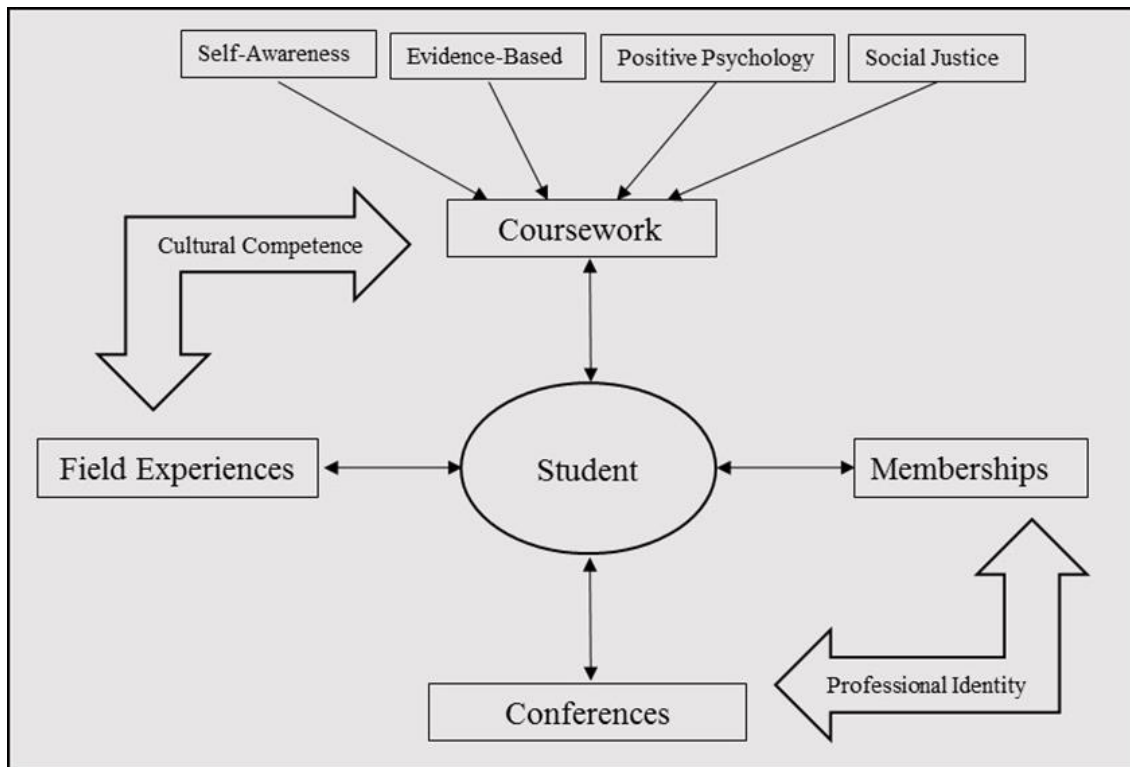 Self-Awareness
Evidence-Based
Positive Psychology
Social Justice
Coursework
Cultural Competence
Field Experiences
Student
Memberships
Professional Identity
Conferences